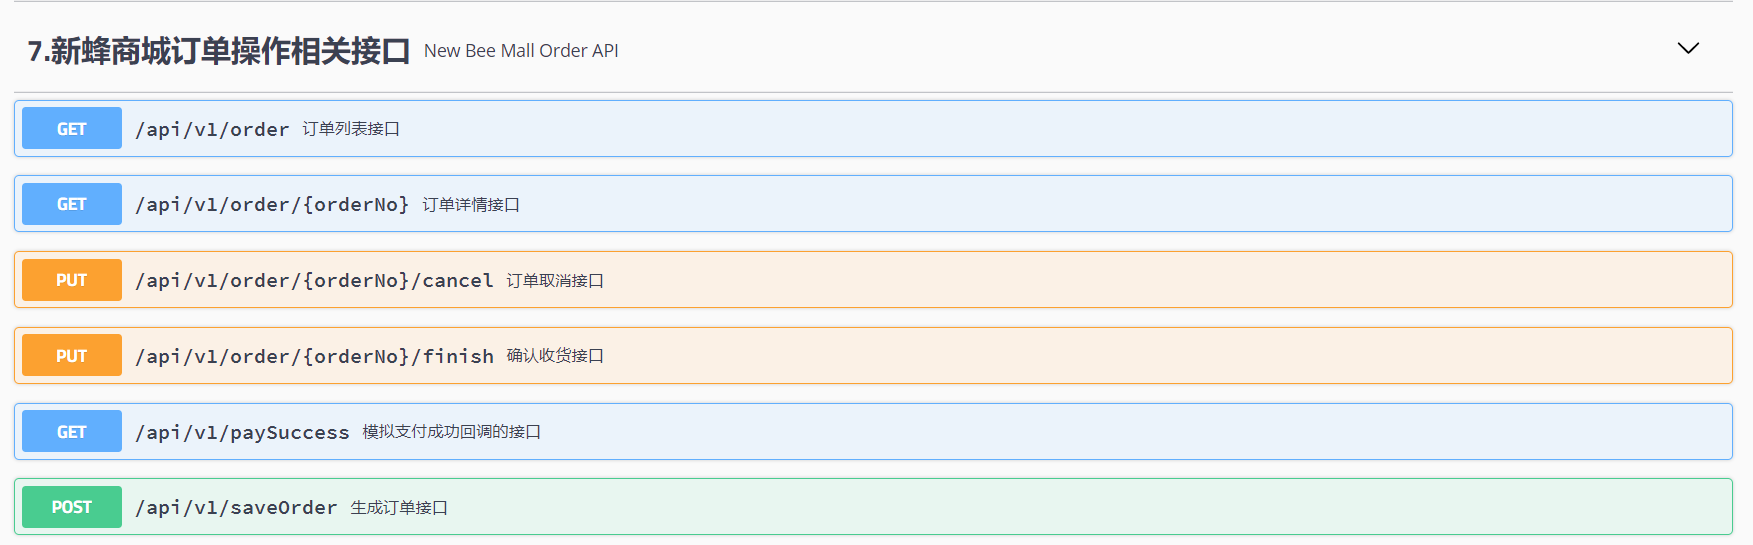 7.新蜂商城订单操作相关接口 New Bee Mall Order API
GET /api/v1/order 订单列表接口
GET /api/v1/order/{orderNo} 订单详情接口
PUT /api/v1/order/{orderNo}/cancel 订单取消接口
PUT /api/v1/order/{orderNo}/finish 确认收货接口
GET /api/v1/paySuccess 模拟支付成功回调的接口
POST /api/v1/saveOrder 生成订单接口